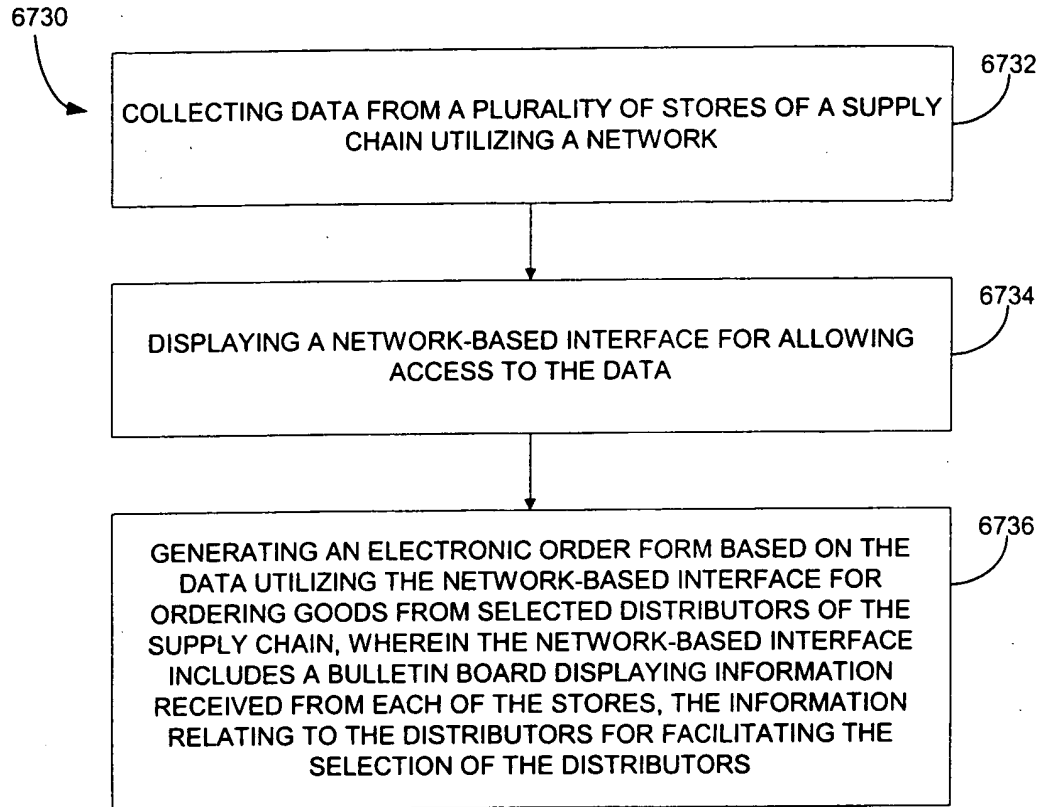 6730
6732
COLLECTING DATA FROM A PLURALITY OF STORES OF A SUPPLY
CHAIN UTILIZING A NETWORK
6734
DISPLAYING A NETWORK-BASED INTERFACE FOR ALLOWING
ACCESS TO THE DATA
6736
GENERATING AN ELECTRONIC ORDER FORM BASED ON THE
DATA UTILIZING THE NETWORK-BASED INTERFACE FOR
ORDERING GOODS FROM SELECTED DISTRIBUTORS OF THE
SUPPLY CHAIN, WHEREIN THE NETWORK-BASED INTERFACE
INCLUDES A BULLETIN BOARD DISPLAYING INFORMATION
RECEIVED FROM EACH OF THE STORES, THE INFORMATION
RELATING TO THE DISTRIBUTORS FOR FACILITATING THE
SELECTION OF THE DISTRIBUTORS